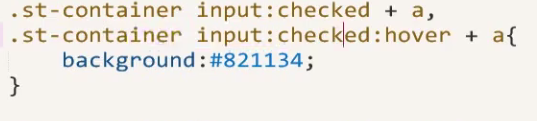 .st-container input:checked + a,
.st-container input:checked:hover + a{
    background:#821134;
}